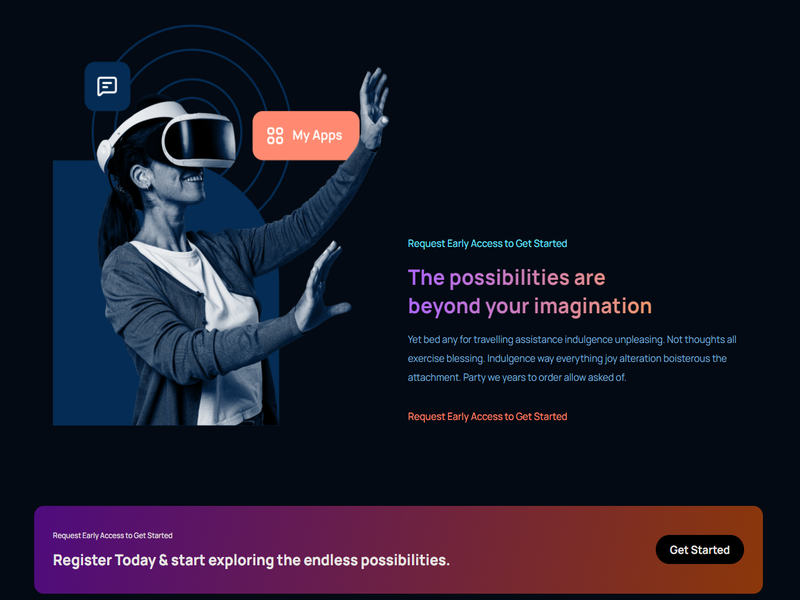 My Apps
Request Early Access to Get Started
The possibilities are
beyond your imagination
Yet bed any for travelling assistance indulgence unpleasing. Not thoughts all
exercise blessing. Indulgence way everything joy alteration boisterous the
attachment. Party we years to order allow asked of.
Request Early Access to Get Started
Request Early Access to Get Started
Register Today & start exploring the endless possibilities.
Get Started